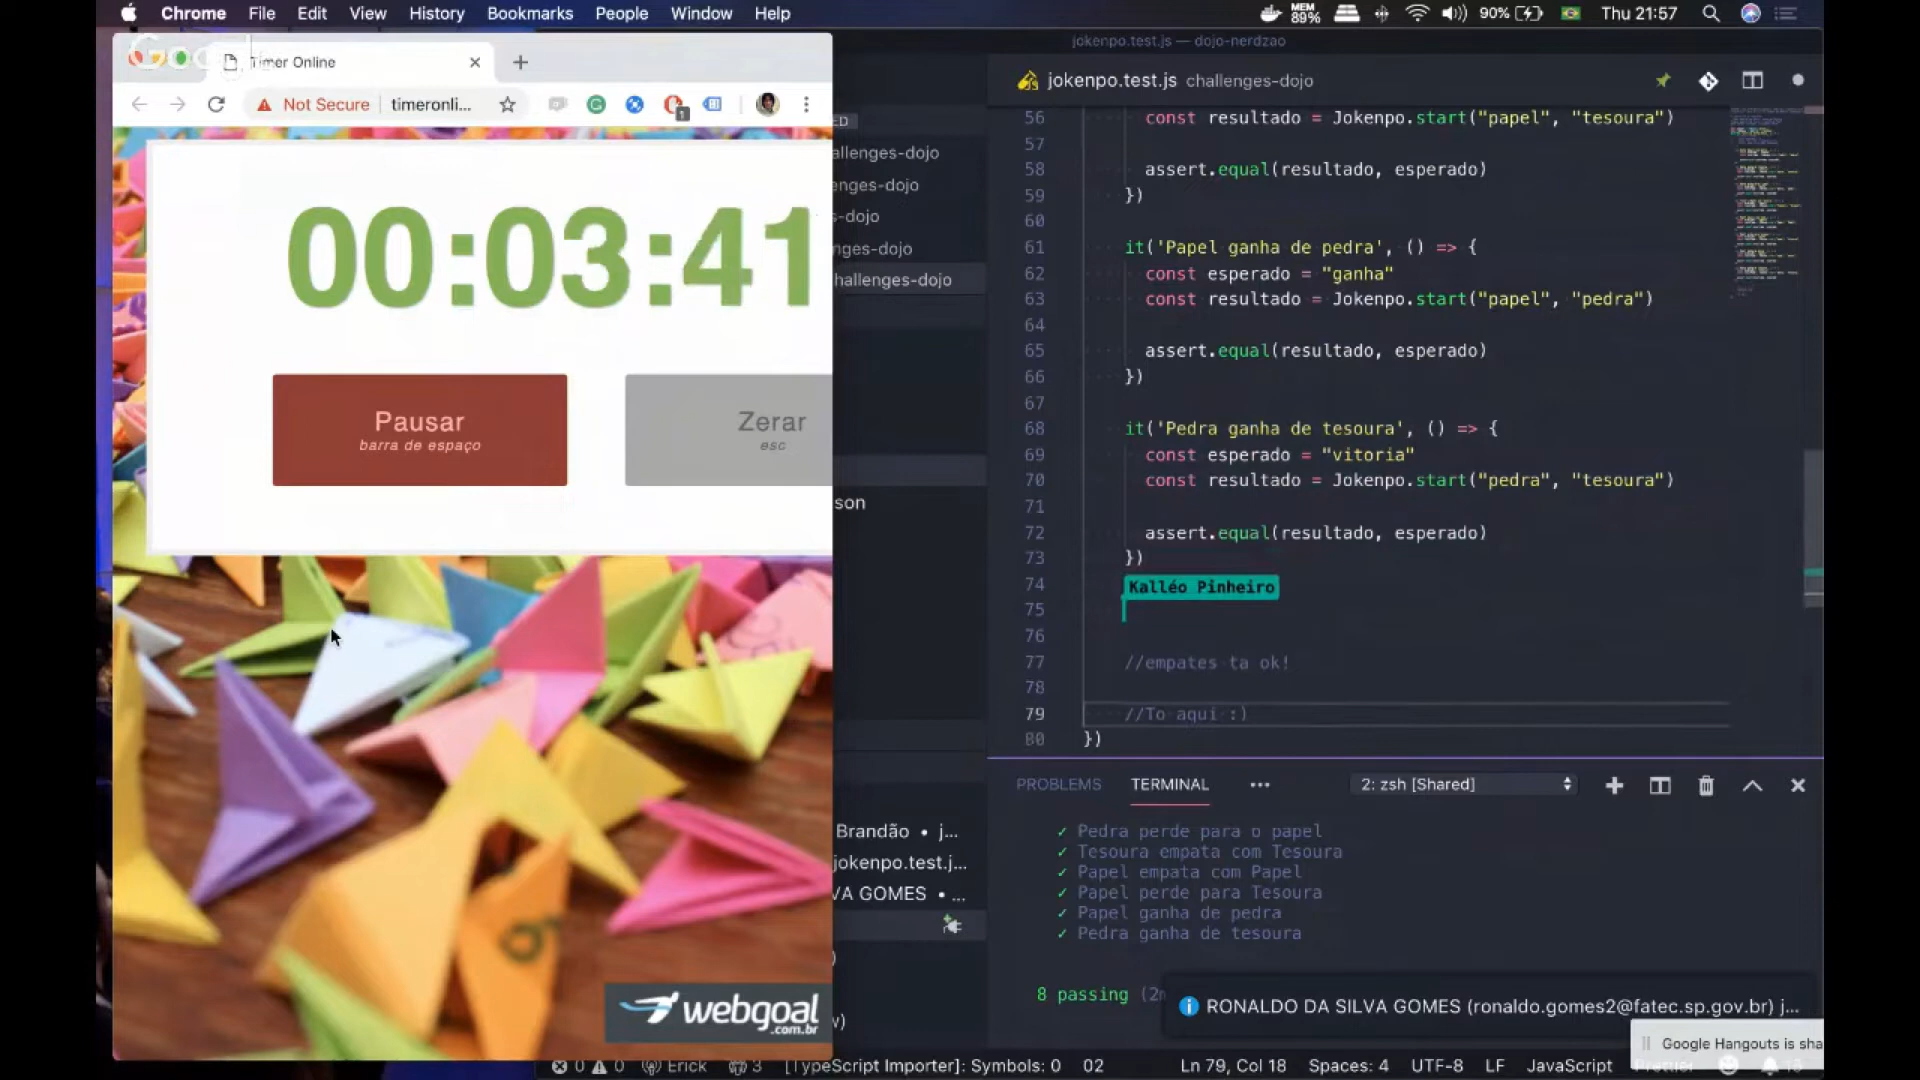 Chrome File Edit View History Bookmarks People Window Help
MEM 89% 90% Thu 21:57
Google
Timer Online
Not Secure timeronli...
1
00:03:41
Pausar
barra de espaço
Zerar
esc
webgoal
.com.br
jokenpo.test.js — dojo-nerdzao
jokenpo.test.js challenges-dojo
ED
allenges-dojo
enges-dojo
s-dojo
nges-dojo
hallenges-dojo
son
Brandão • j...
jokenpo.test.j...
VA GOMES • ...
56 const resultado = Jokenpo.start("papel", "tesoura")
57
58 assert.equal(resultado, esperado)
59 })
60
61 it('Papel ganha de pedra', () => {
62 const esperado = "ganha"
63 const resultado = Jokenpo.start("papel", "pedra")
64
65 assert.equal(resultado, esperado)
66 })
67
68 it('Pedra ganha de tesoura', () => {
69 const esperado = "vitoria"
70 const resultado = Jokenpo.start("pedra", "tesoura")
71
72 assert.equal(resultado, esperado)
73 })
74 Kalléo Pinheiro
75
76
77 //empates ta ok!
78
79 //To aqui :)
80 })
PROBLEMS TERMINAL ••• 2: zsh [Shared]
✓ Pedra perde para o papel
✓ Tesoura empata com Tesoura
✓ Papel empata com Papel
✓ Papel perde para Tesoura
✓ Papel ganha de pedra
✓ Pedra ganha de tesoura
8 passing (2m
RONALDO DA SILVA GOMES (ronaldo.gomes2@fatec.sp.gov.br) j...
Google Hangouts is sha
0 0 Erick 3 [TypeScript Importer]: Symbols: 0 02 Ln 79, Col 18 Spaces: 4 UTF-8 LF JavaScript